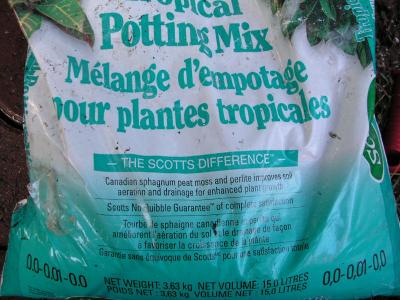 Tropical
Potting Mix
Mélange d'empotage
pour plantes tropicales
THE SCOTTS DIFFERENCE™
Canadian sphagnum peat moss and perlite improves soil
aeration and drainage for enhanced plant growth
Scotts No-quibble Guarantee™ of complete satisfaction
Tourbe de sphaigne canadienne et perlite qui
améliorent l'aération du sol et le drainage de façon
à favoriser la croissance de la plante
Garantie sans équivoque de Scotts™ pour une satisfaction totale
0,0-0,01-0,0
NET WEIGHT: 3.63 kg NET VOLUME: 15.0 LITRES
POIDS NET: 3.63 kg VOLUME NET: 15.0 LITRES
0,0-0,01-0,0